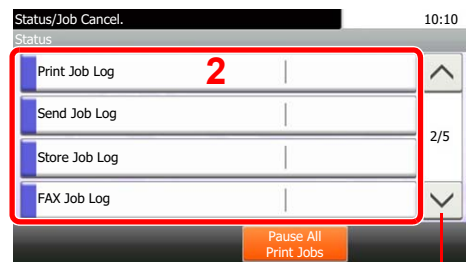 Status/Job Cancel. 10:10
Status
Print Job Log 2
Send Job Log
2/5
Store Job Log
FAX Job Log
Pause All
Print Jobs